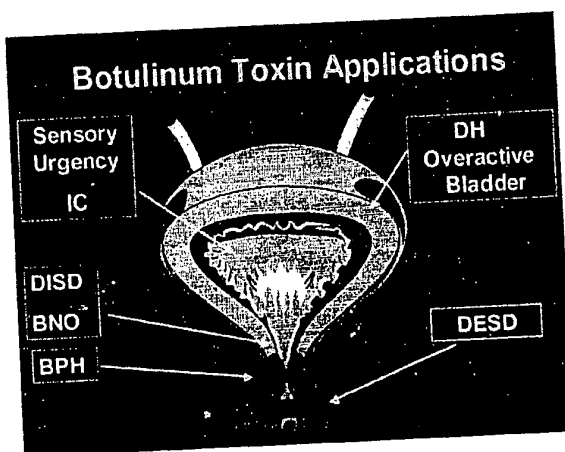 Botulinum Toxin Applications
Sensory
Urgency
IC
DH
Overactive
Bladder
DISD
BNO
BPH
DESD